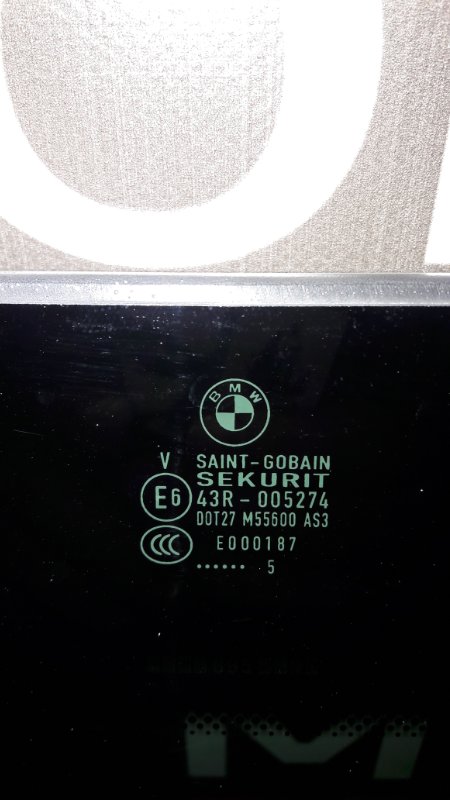 BMW
V SAINT-GOBAIN
SEKURIT
E6 43R-005274
DOT27 M55600 AS3
CCC E000187
•••••• 5